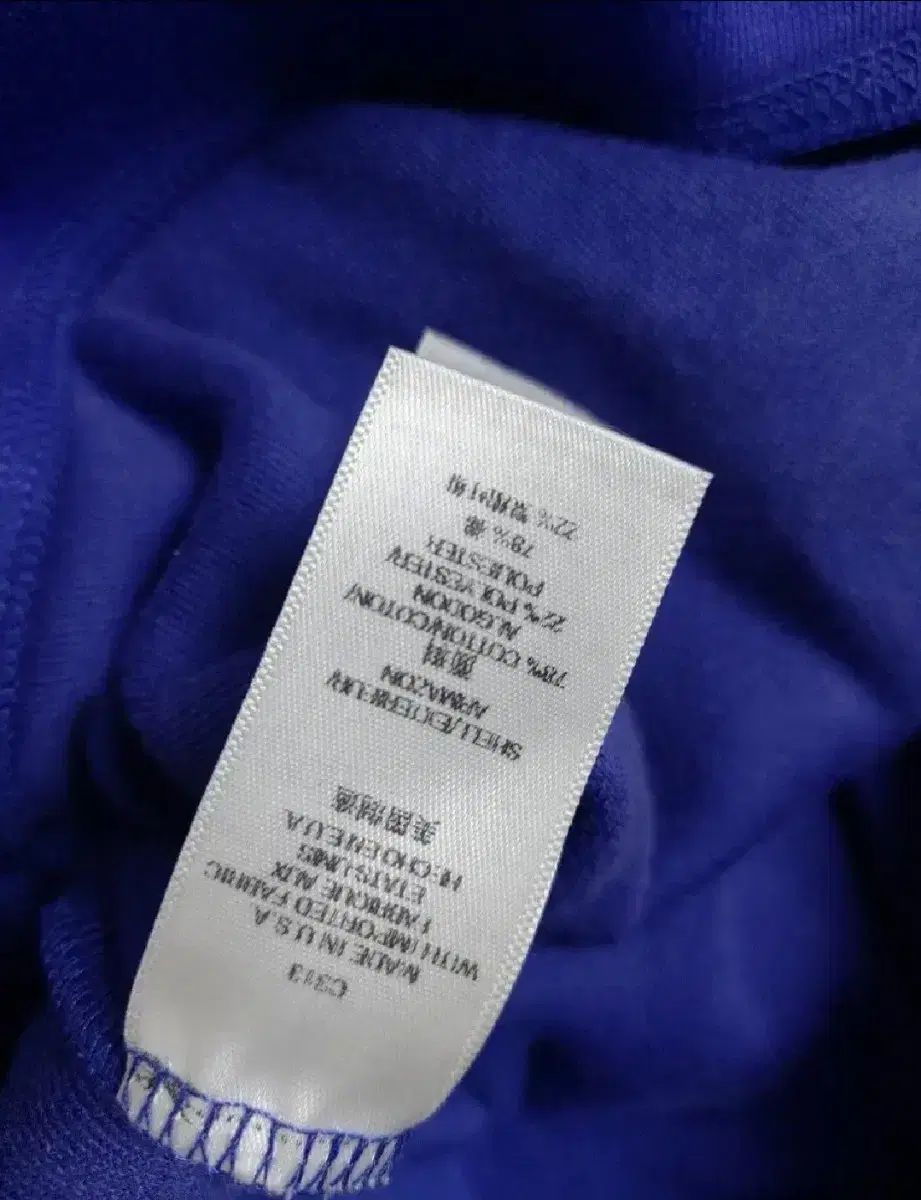 C313
MADE IN U.S.A
WITH IMPORTED FABRIC
FABRIQUE AUX
ETATS-UNIS
HECHO EN E.U.A.
美国制造
SHELL/EXTERIEUR/
ARMAZON
面料
78% COTTON/COTON/
ALGODON
22% POLYESTER/
POLIESTER
78% 棉
22% 聚酯纤维